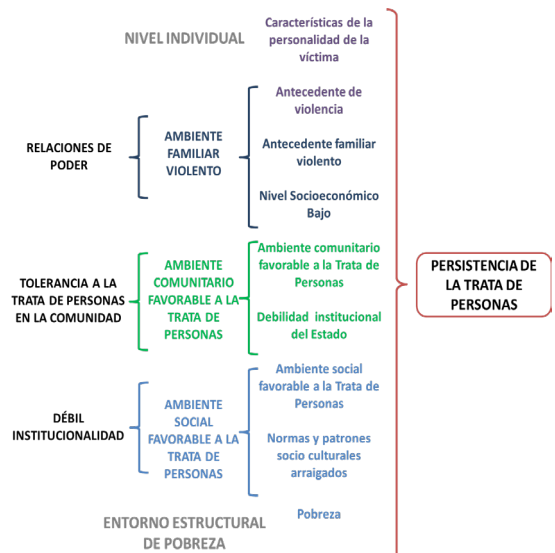 NIVEL INDIVIDUAL
Características de la
personalidad de la
víctima
Antecedente de
violencia
RELACIONES DE
PODER
AMBIENTE
FAMILIAR
VIOLENTO
Antecedente familiar
violento
Nivel Socioeconómico
Bajo
TOLERANCIA A LA
TRATA DE PERSONAS
EN LA COMUNIDAD
AMBIENTE
COMUNITARIO
FAVORABLE A LA
TRATA DE
PERSONAS
Ambiente comunitario
favorable a la Trata de
Personas
Debilidad institucional
del Estado
DÉBIL
INSTITUCIONALIDAD
AMBIENTE
SOCIAL
FAVORABLE A LA
TRATA DE
PERSONAS
Ambiente social
favorable a la Trata de
Personas
Normas y patrones
socio culturales
arraigados
Pobreza
ENTORNO ESTRUCTURAL
DE POBREZA
PERSISTENCIA DE
LA TRATA DE
PERSONAS